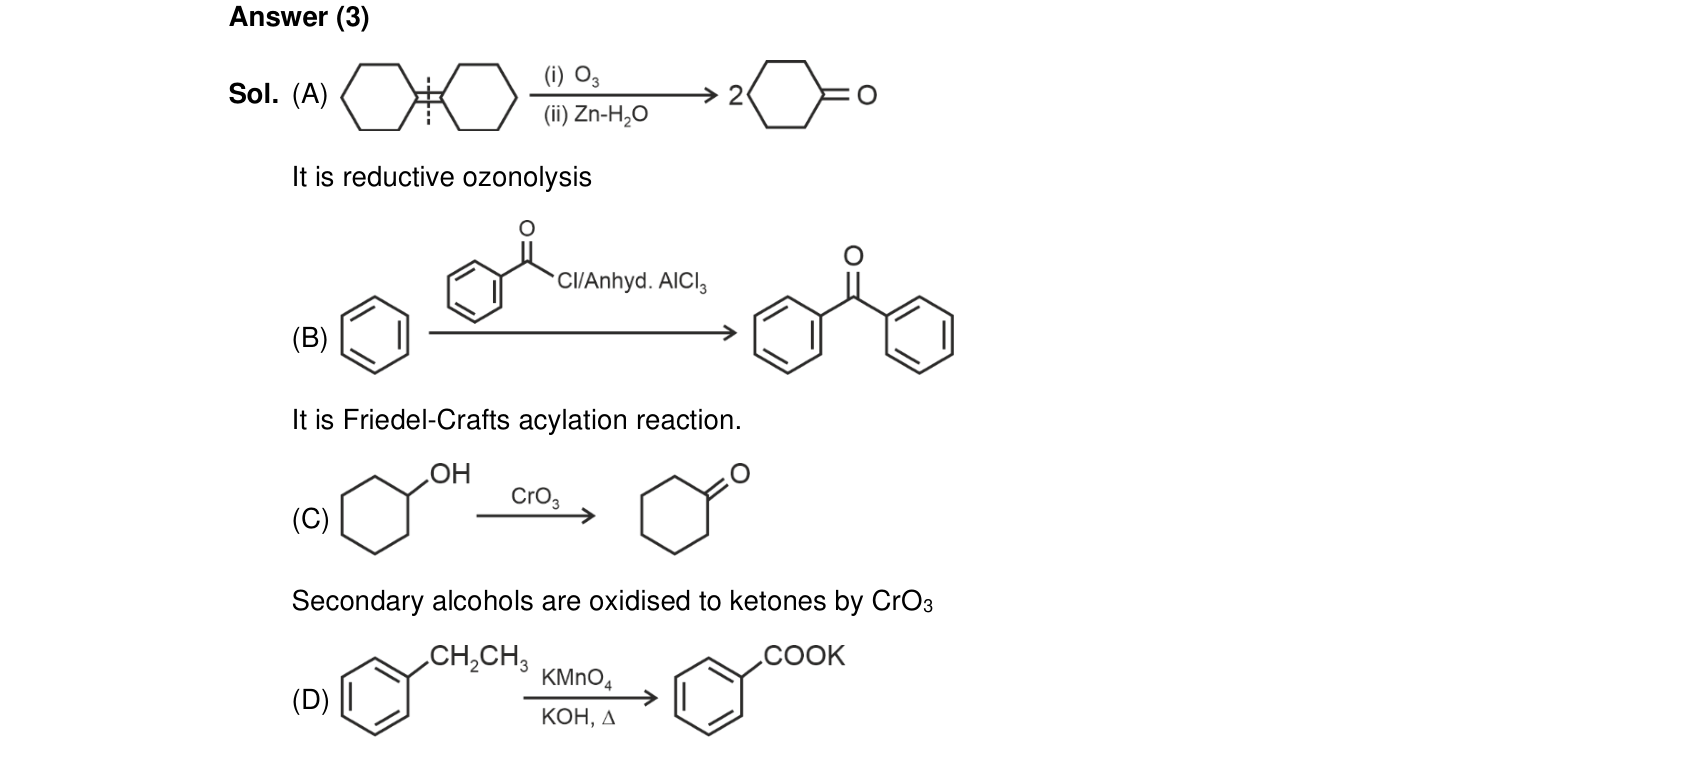 Answer (3)
Sol. (A)
(i) O₃
(ii) Zn-H₂O
2
O
It is reductive ozonolysis
O
Cl/Anhyd. AlCl₃
O
(B)
It is Friedel-Crafts acylation reaction.
OH
CrO₃
O
(C)
Secondary alcohols are oxidised to ketones by CrO₃
CH₂CH₃
KMnO₄
COOK
(D)
KOH, Δ